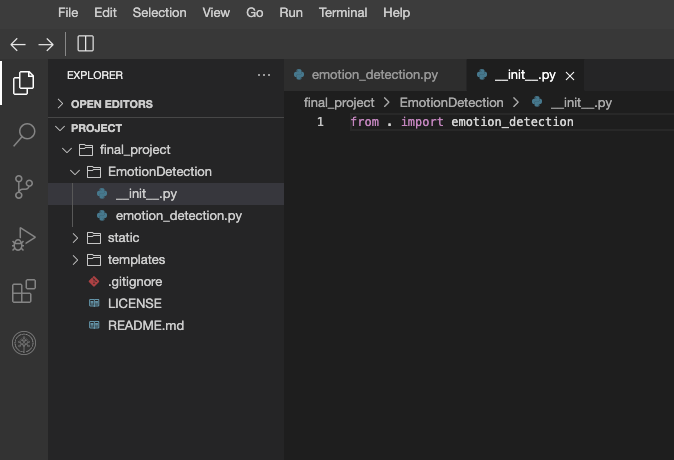 File Edit Selection View Go Run Terminal Help
EXPLORER ···
emotion_detection.py __init__.py
OPEN EDITORS
final_project > EmotionDetection > __init__.py
PROJECT
1 from . import emotion_detection
final_project
EmotionDetection
__init__.py
emotion_detection.py
static
templates
.gitignore
LICENSE
README.md